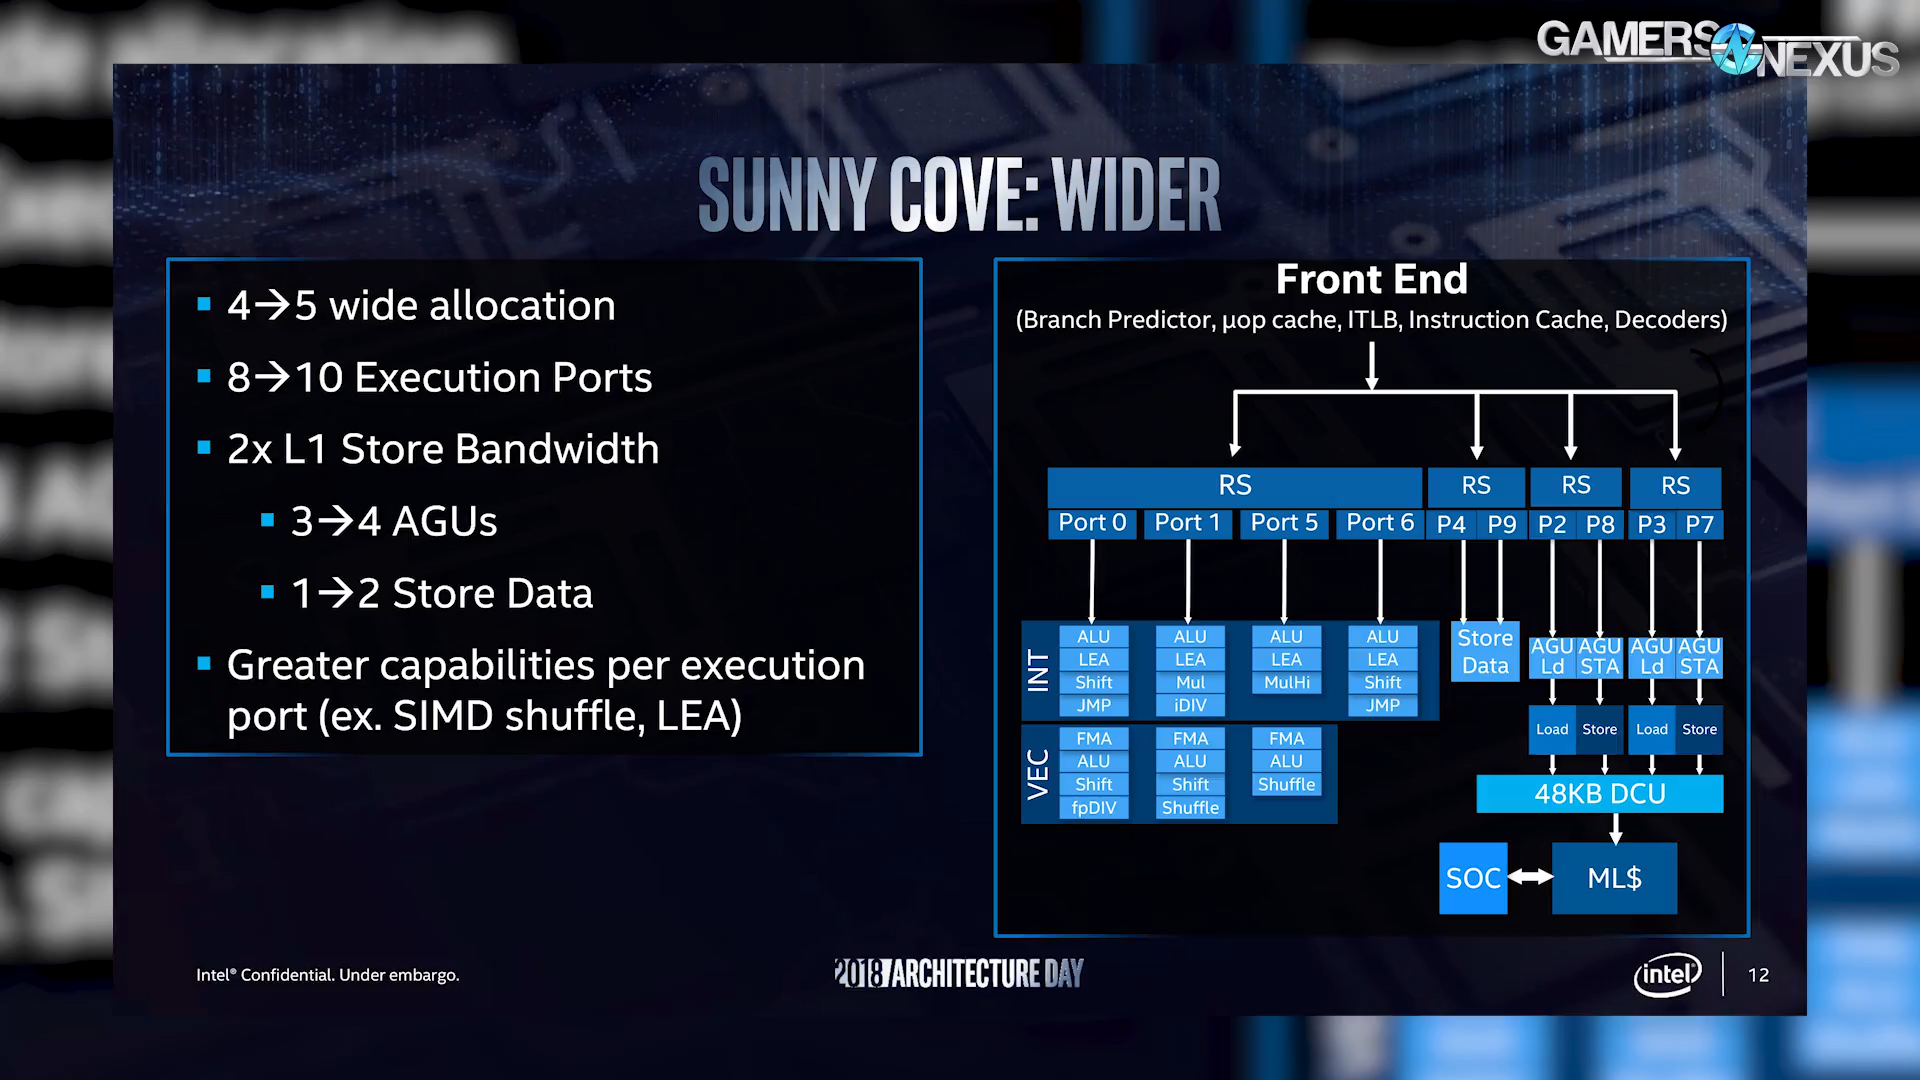 GAMERS NEXUS
SUNNY COVE: WIDER
4→5 wide allocation
8→10 Execution Ports
2x L1 Store Bandwidth
3→4 AGUs
1→2 Store Data
Greater capabilities per execution
port (ex. SIMD shuffle, LEA)
Front End
(Branch Predictor, μop cache, ITLB, Instruction Cache, Decoders)
RS RS RS RS
Port 0 Port 1 Port 5 Port 6 P4 P9 P2 P8 P3 P7
INT
ALU ALU ALU ALU
LEA LEA LEA LEA
Shift Mul MulHi Shift
JMP iDIV JMP
Store
Data
AGU AGU AGU AGU
Ld STA Ld STA
VEC
FMA FMA FMA
ALU ALU ALU
Shift Shift Shuffle
fpDIV Shuffle
Load Store Load Store
48KB DCU
SOC ML$
Intel® Confidential. Under embargo.
2018 ARCHITECTURE DAY
intel
12